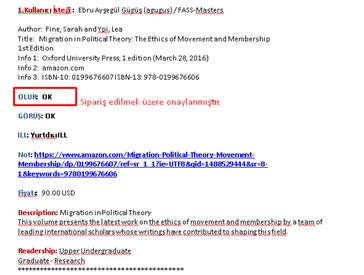 1.Kullanıcı İsteği : Ebru Ayşegül Gügüş (agugus) / FASS-Masters
Author: Fine, Sarah and Ypi, Lea
Title: Migration in Political Theory: The Ethics of Movement and Membership
1st Edition
Info 1: Oxford University Press; 1 edition (March 28, 2016)
Info 2: amazon.com
Info 3: ISBN-10: 0199676607 ISBN-13: 978-0199676606
OLUR: OK
Sipariş edilmek üzere onaylanmıştır.
GÖRÜŞ: OK
ILL: Yurtdışı ILL
Not: https://www.amazon.com/Migration-Political-Theory-Movement-
Membership/dp/0199676607/ref=sr_1_1?ie=UTF8&qid=1488529444&sr=8-
1&keywords=9780199676606
Fiyatı: 90.00 USD
Description: Migration in Political Theory
This volume presents the latest work on the ethics of movement and membership by a team of
leading international scholars whose writings have contributed to shaping this field.
Readership: Upper Undergraduate
Graduate - Research
******************************************